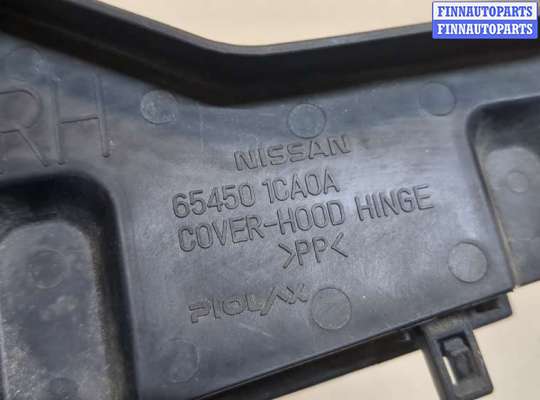 FINNAUTOPARTS
FINNAUTOPARTS
RH
NISSAN
65450 1CA0A
COVER-HOOD HINGE
>PP<
PIOLAX